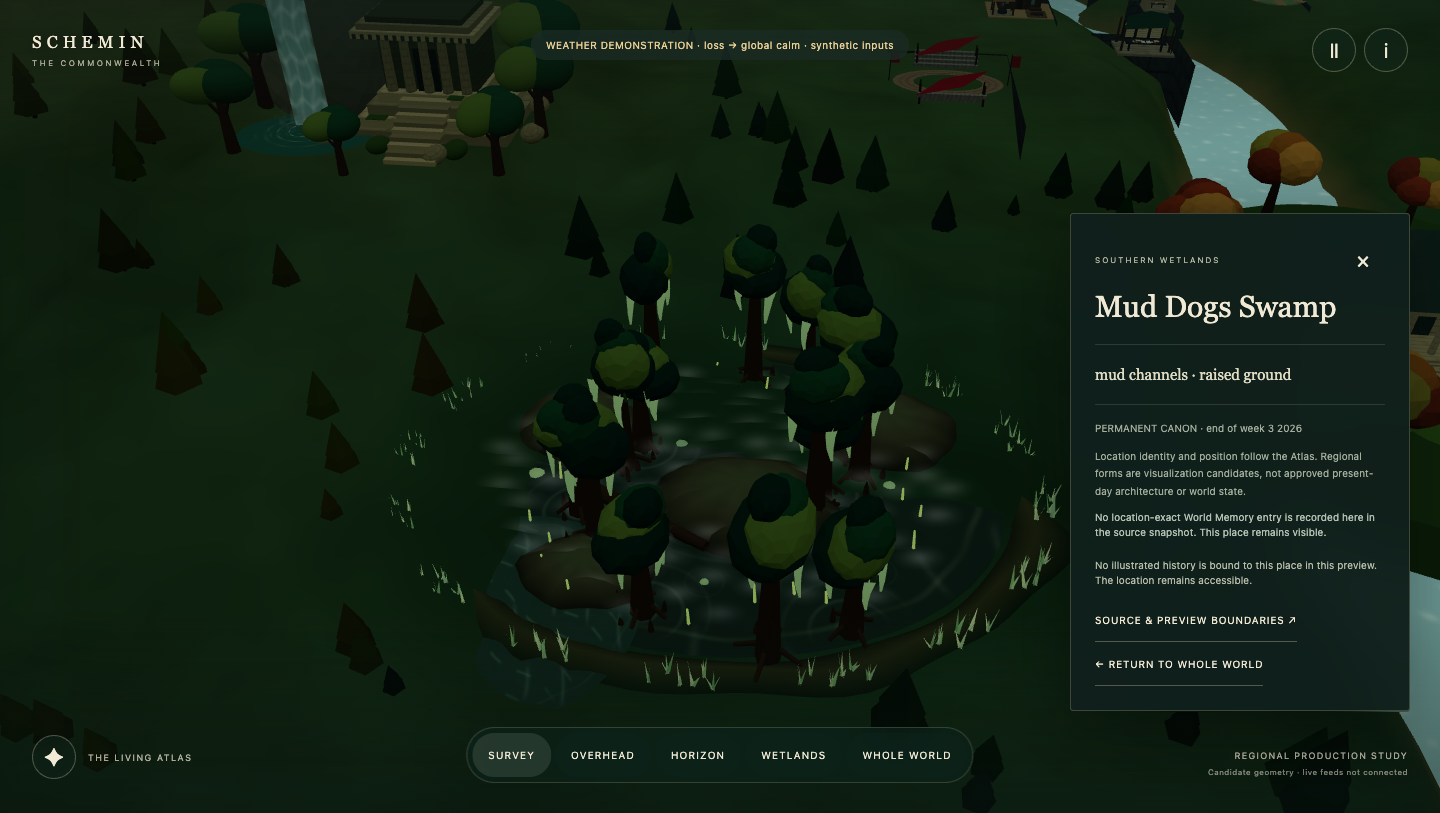 SCHEMIN
THE COMMONWEALTH
WEATHER DEMONSTRATION · loss → global calm · synthetic inputs
SOUTHERN WETLANDS
Mud Dogs Swamp
mud channels · raised ground
PERMANENT CANON · end of week 3 2026
Location identity and position follow the Atlas. Regional
forms are visualization candidates, not approved present-
day architecture or world state.
No location-exact World Memory entry is recorded here in
the source snapshot. This place remains visible.
No illustrated history is bound to this place in this preview.
The location remains accessible.
SOURCE & PREVIEW BOUNDARIES ↗
← RETURN TO WHOLE WORLD
THE LIVING ATLAS
SURVEY OVERHEAD HORIZON WETLANDS WHOLE WORLD
REGIONAL PRODUCTION STUDY
Candidate geometry · live feeds not connected